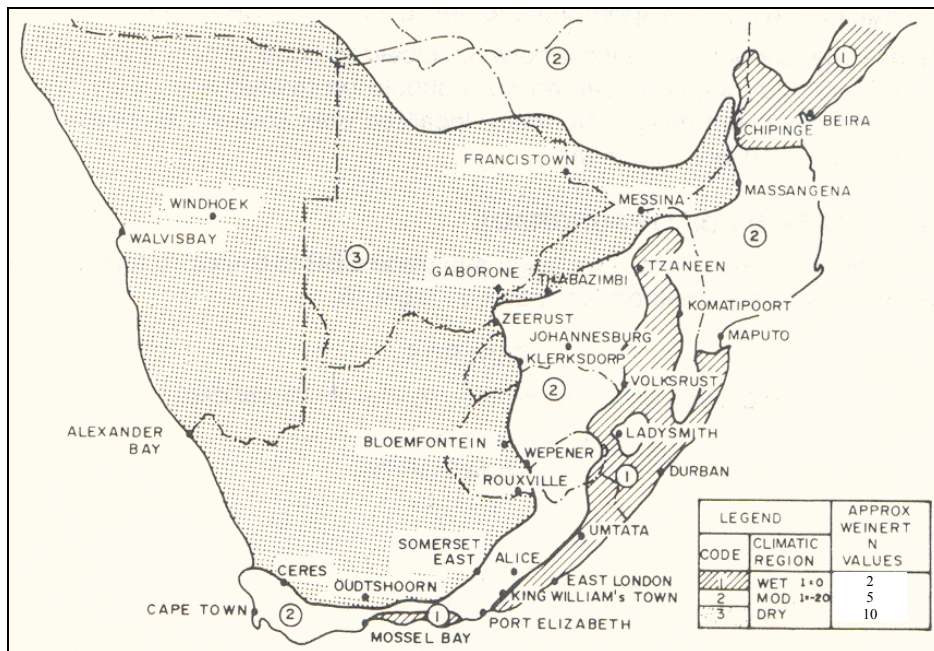 1
2
BEIRA
CHIPINGE
FRANCISTOWN
MASSANGENA
MESSINA
WINDHOEK
2
WALVISBAY
3
TZANEEN
GABORONE
THABAZIMBI
KOMATIPOORT
ZEERUST
JOHANNESBURG
MAPUTO
KLERKSDORP
VOLKSRUST
2
ALEXANDER
BAY
LADYSMITH
BLOEMFONTEIN
WEPENER
DURBAN
1
ROUXVILLE
UMTATA
SOMERSET
EAST
ALICE
CERES
EAST LONDON
OUDTSHOORN
KING WILLIAM's TOWN
CAPE TOWN
2
1
PORT ELIZABETH
MOSSEL BAY
LEGEND
APPROX
WEINERT
N
VALUES
CODE
CLIMATIC
REGION
1 WET I=0 2
2 MOD. I=-20 5
3 DRY 10